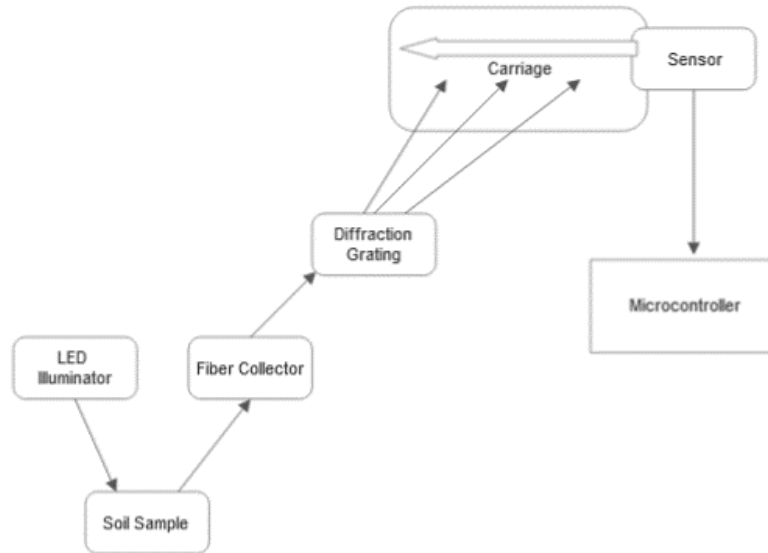 Sensor
Carriage
Diffraction
Grating
Microcontroller
LED
Illuminator
Fiber Collector
Soil Sample